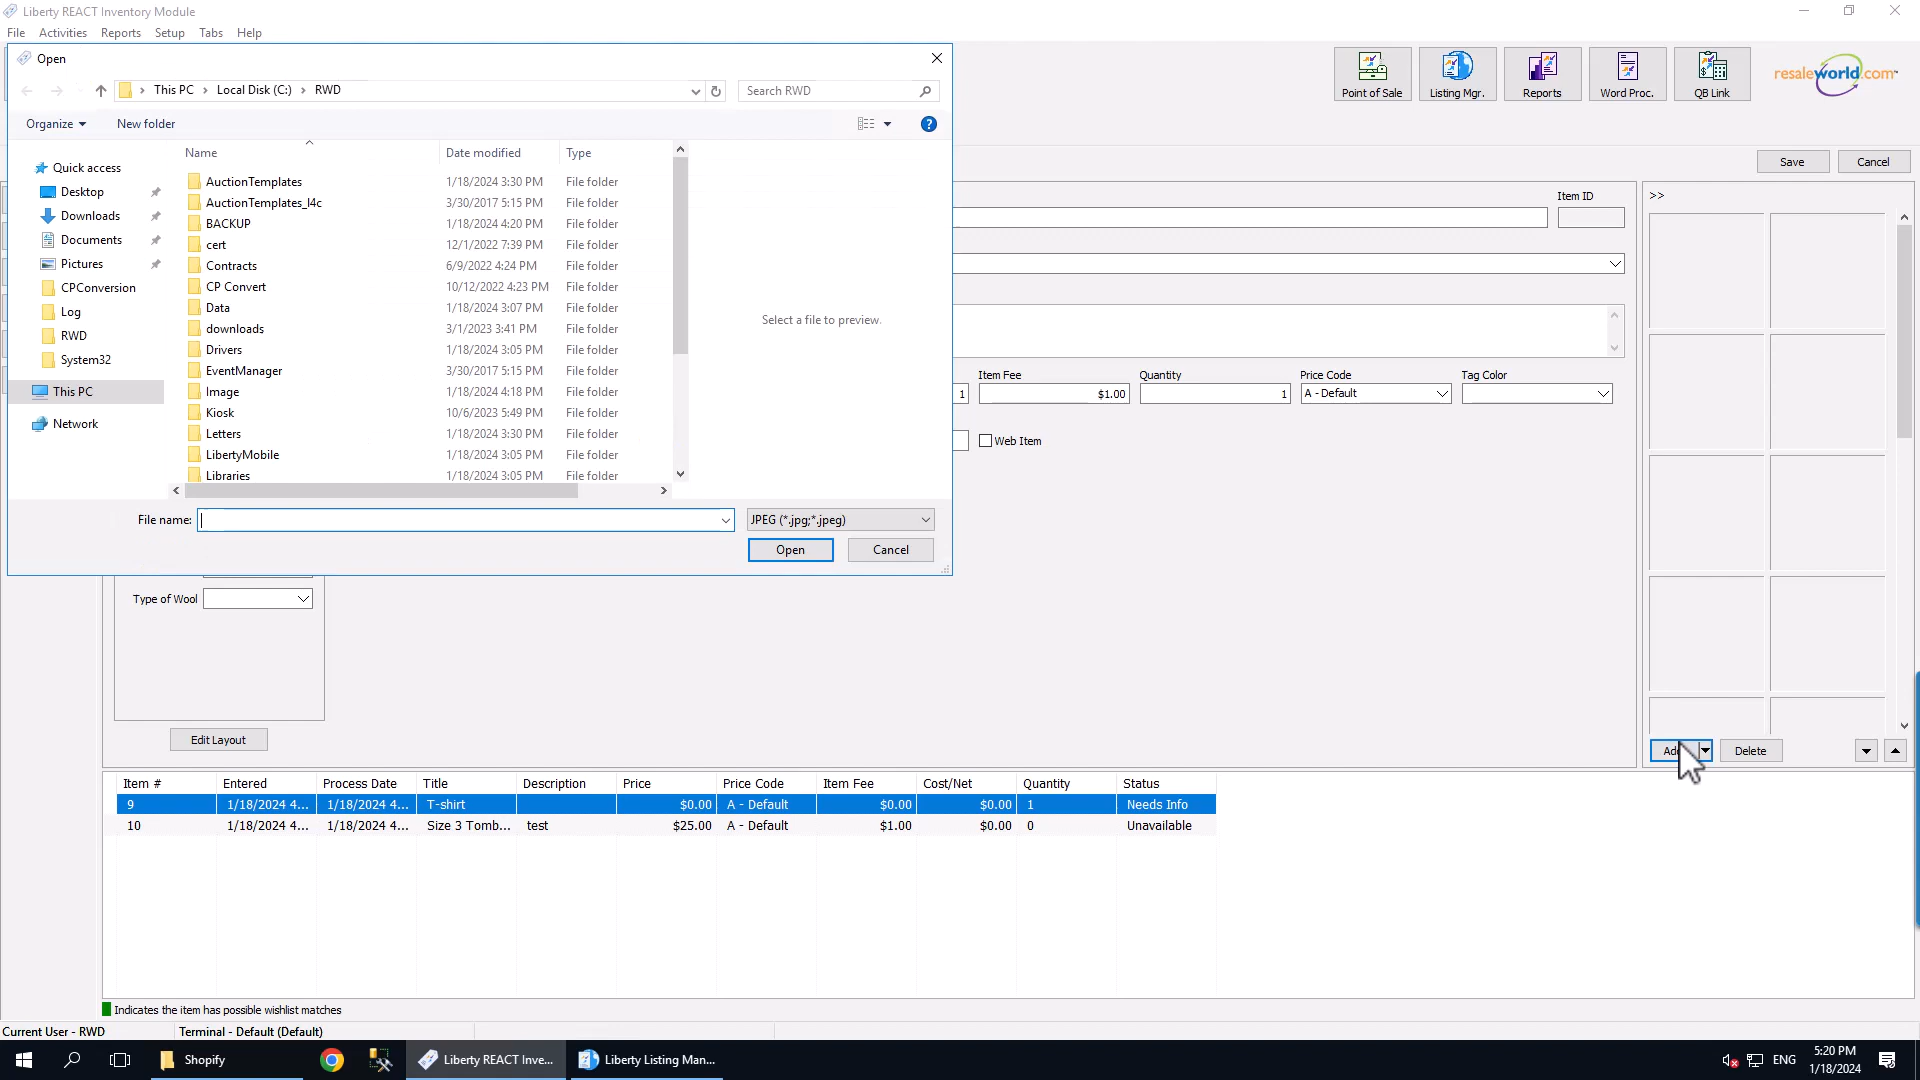 Liberty REACT Inventory Module
File Activities Reports Setup Tabs Help
Open
This PC > Local Disk (C:) > RWD
Search RWD
Organize New folder
Name Date modified Type
Quick access
Desktop
Downloads
Documents
Pictures
CPConversion
Log
RWD
System32
This PC
Network
AuctionTemplates 1/18/2024 3:30 PM File folder
AuctionTemplates_l4c 3/30/2017 5:15 PM File folder
BACKUP 1/18/2024 4:20 PM File folder
cert 12/1/2022 7:39 PM File folder
Contracts 6/9/2022 4:24 PM File folder
CP Convert 10/12/2022 4:23 PM File folder
Data 1/18/2024 3:07 PM File folder
downloads 3/1/2023 3:41 PM File folder
Drivers 1/18/2024 3:05 PM File folder
EventManager 3/30/2017 5:15 PM File folder
Image 1/18/2024 4:18 PM File folder
Kiosk 10/6/2023 5:49 PM File folder
Letters 1/18/2024 3:30 PM File folder
LibertyMobile 1/18/2024 3:05 PM File folder
Libraries 1/18/2024 3:05 PM File folder
Select a file to preview.
File name: JPEG (*.jpg;*.jpeg)
Open Cancel
Point of Sale Listing Mgr. Reports Word Proc. QB Link
resaleworld.com
Save Cancel
Item ID
>>
Item Fee Quantity Price Code Tag Color
1 $1.00 1 A - Default
Web Item
Type of Wool
Edit Layout
Delete
Item # Entered Process Date Title Description Price Price Code Item Fee Cost/Net Quantity Status
9 1/18/2024 4... 1/18/2024 4... T-shirt $0.00 A - Default $0.00 $0.00 1 Needs Info
10 1/18/2024 4... 1/18/2024 4... Size 3 Tomb... test $25.00 A - Default $1.00 $0.00 0 Unavailable
Indicates the item has possible wishlist matches
Current User - RWD Terminal - Default (Default)
Shopify Liberty REACT Inve... Liberty Listing Man...
ENG
5:20 PM
1/18/2024